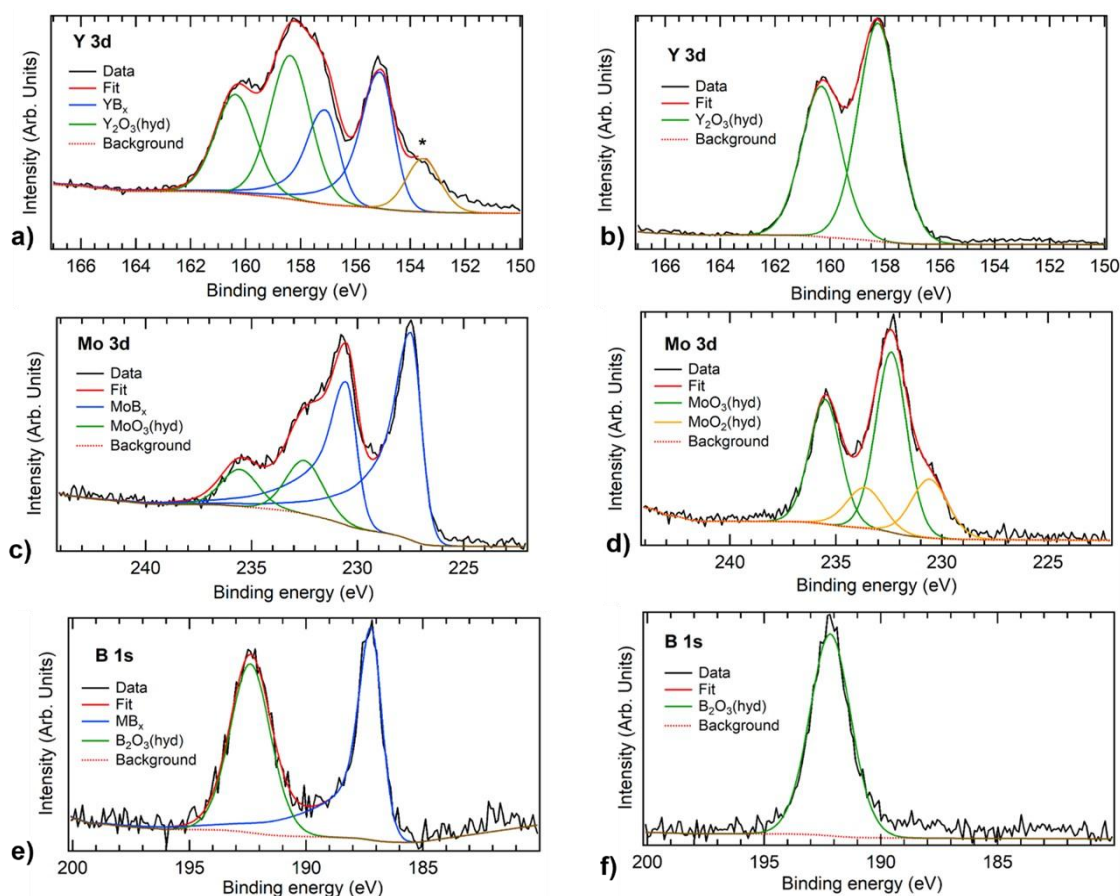 Y 3d
Data
Fit
YBₓ
Y₂O₃(hyd)
Background
*
Intensity (Arb. Units)
166 164 162 160 158 156 154 152 150
Binding energy (eV)
a)
Y 3d
Data
Fit
Y₂O₃(hyd)
Background
Intensity (Arb. Units)
166 164 162 160 158 156 154 152 150
Binding energy (eV)
b)
Mo 3d
Data
Fit
MoBₓ
MoO₃(hyd)
Background
Intensity (Arb. Units)
240 235 230 225
Binding energy (eV)
c)
Mo 3d
Data
Fit
MoO₃(hyd)
MoO₂(hyd)
Background
Intensity (Arb. Units)
240 235 230 225
Binding energy (eV)
d)
B 1s
Data
Fit
MBₓ
B₂O₃(hyd)
Background
Intensity (Arb. Units)
200 195 190 185
Binding energy (eV)
e)
B 1s
Data
Fit
B₂O₃(hyd)
Background
Intensity (Arb. Units)
200 195 190 185
Binding energy (eV)
f)